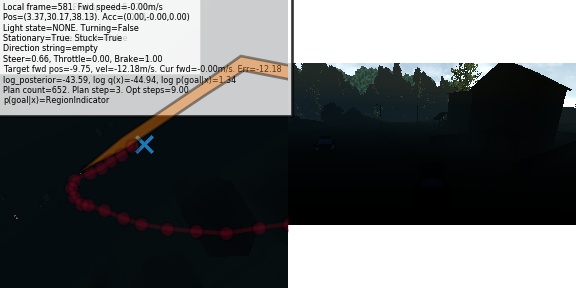 Local frame=581. Fwd speed=-0.00m/s
Pos=(3.37,30.17,38.13). Acc=(0.00,-0.00,0.00)
Light state=NONE. Turning=False
Stationary=True. Stuck=True
Direction string=empty
Steer=0.66, Throttle=0.00, Brake=1.00
Target fwd pos=-9.75, vel=-12.18m/s. Cur fwd=-0.00m/s. Err=-12.18
log_posterior=-43.59, log q(x)=-44.94, log p(goal|x)=1.34
Plan count=652. Plan step=3. Opt steps=9.00
p(goal|x)=RegionIndicator